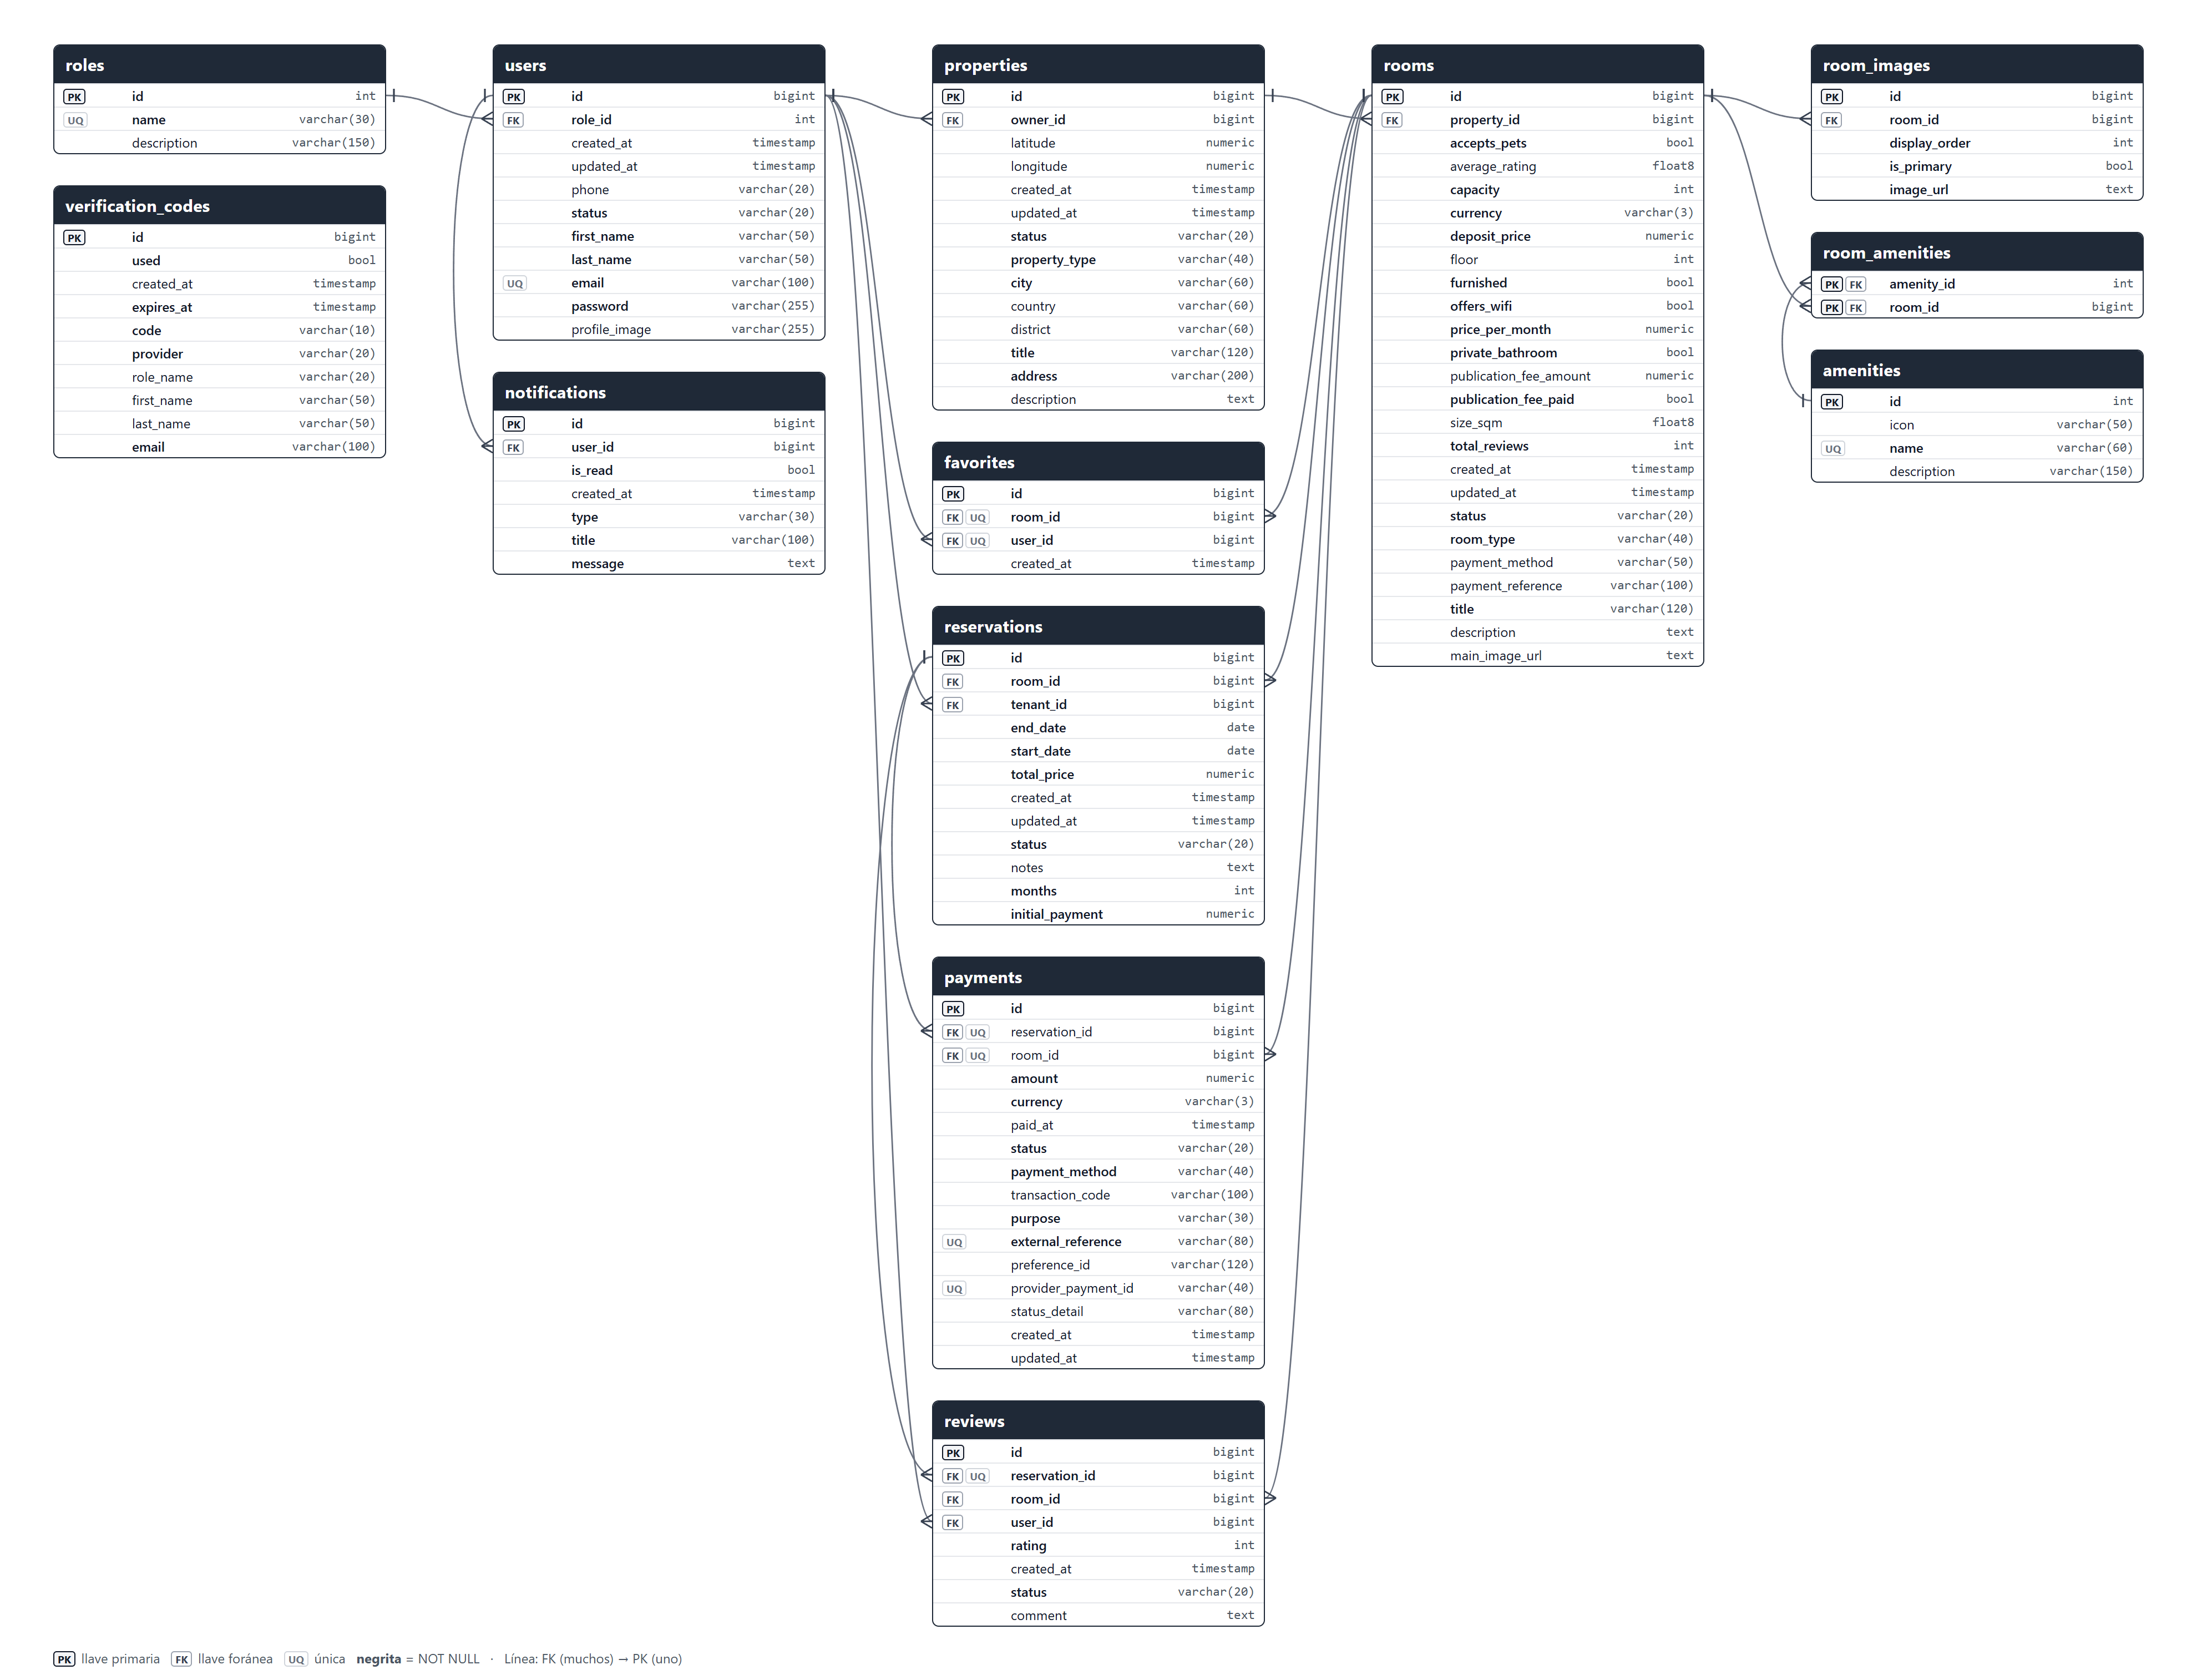 roles
PK id int
UQ name varchar(30)
description varchar(150)
verification_codes
PK id bigint
used bool
created_at timestamp
expires_at timestamp
code varchar(10)
provider varchar(20)
role_name varchar(20)
first_name varchar(50)
last_name varchar(50)
email varchar(100)
users
PK id bigint
FK role_id int
created_at timestamp
updated_at timestamp
phone varchar(20)
status varchar(20)
first_name varchar(50)
last_name varchar(50)
UQ email varchar(100)
password varchar(255)
profile_image varchar(255)
notifications
PK id bigint
FK user_id bigint
is_read bool
created_at timestamp
type varchar(30)
title varchar(100)
message text
properties
PK id bigint
FK owner_id bigint
latitude numeric
longitude numeric
created_at timestamp
updated_at timestamp
status varchar(20)
property_type varchar(40)
city varchar(60)
country varchar(60)
district varchar(60)
title varchar(120)
address varchar(200)
description text
favorites
PK id bigint
FK UQ room_id bigint
FK UQ user_id bigint
created_at timestamp
reservations
PK id bigint
FK room_id bigint
FK tenant_id bigint
end_date date
start_date date
total_price numeric
created_at timestamp
updated_at timestamp
status varchar(20)
notes text
months int
initial_payment numeric
payments
PK id bigint
FK UQ reservation_id bigint
FK UQ room_id bigint
amount numeric
currency varchar(3)
paid_at timestamp
status varchar(20)
payment_method varchar(40)
transaction_code varchar(100)
purpose varchar(30)
UQ external_reference varchar(80)
preference_id varchar(120)
UQ provider_payment_id varchar(40)
status_detail varchar(80)
created_at timestamp
updated_at timestamp
reviews
PK id bigint
FK UQ reservation_id bigint
FK room_id bigint
FK user_id bigint
rating int
created_at timestamp
status varchar(20)
comment text
rooms
PK id bigint
FK property_id bigint
accepts_pets bool
average_rating float8
capacity int
currency varchar(3)
deposit_price numeric
floor int
furnished bool
offers_wifi bool
price_per_month numeric
private_bathroom bool
publication_fee_amount numeric
publication_fee_paid bool
size_sqm float8
total_reviews int
created_at timestamp
updated_at timestamp
status varchar(20)
room_type varchar(40)
payment_method varchar(50)
payment_reference varchar(100)
title varchar(120)
description text
main_image_url text
room_images
PK id bigint
FK room_id bigint
display_order int
is_primary bool
image_url text
room_amenities
PK FK amenity_id int
PK FK room_id bigint
amenities
PK id int
icon varchar(50)
UQ name varchar(60)
description varchar(150)
PK llave primaria FK llave foránea UQ única negrita = NOT NULL · Línea: FK (muchos) → PK (uno)